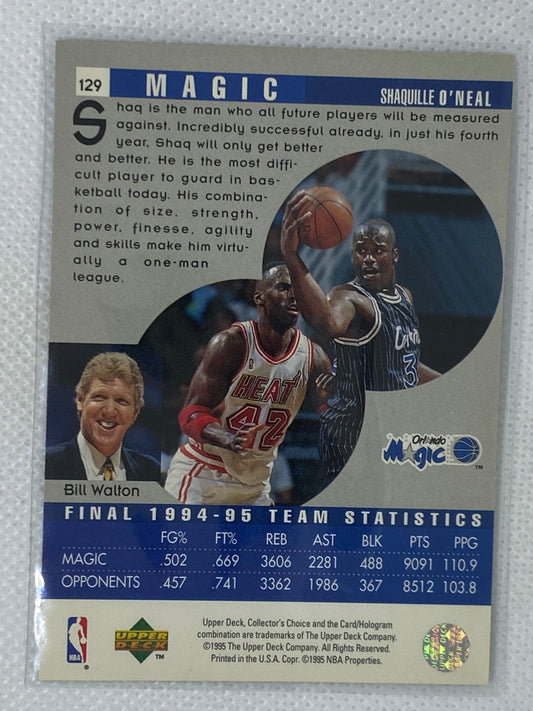 129 MAGIC SHAQUILLE O'NEAL
Shaq is the man who all future players will be measured
against. Incredibly successful already, in just his fourth
year, Shaq will only get better
and better. He is the most diffi-
cult player to guard in bas-
ketball today. His combina-
tion of size, strength,
power, finesse, agility
and skills make him virtu-
ally a one-man
league.
HEAT
42
3
Orlando
Magic
TM
Bill Walton
FINAL 1994-95 TEAM STATISTICS
FG% FT% REB AST BLK PTS PPG
MAGIC .502 .669 3606 2281 488 9091 110.9
OPPONENTS .457 .741 3362 1986 367 8512 103.8
NBA
UPPER
DECK
Upper Deck, Collector's Choice and the Card/Hologram
combination are trademarks of The Upper Deck Company.
©1995 The Upper Deck Company. All Rights Reserved.
Printed in the U.S.A. Copr. ©1995 NBA Properties.